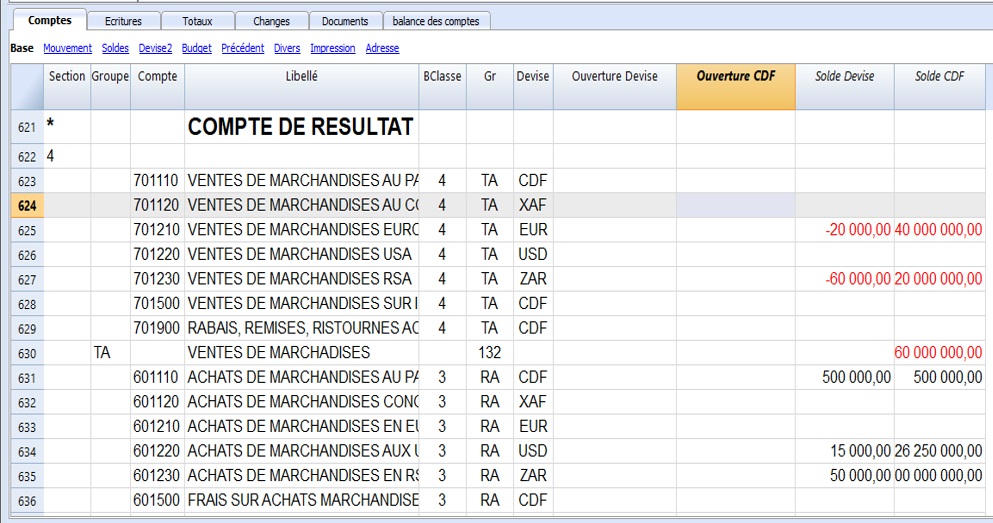 Comptes Ecritures Totaux Changes Documents balance des comptes
Base Mouvement Soldes Devise2 Budget Précédent Divers Impression Adresse
Section Groupe Compte Libellé BClasse Gr Devise Ouverture Devise Ouverture CDF Solde Devise Solde CDF
621 * COMPTE DE RESULTAT
622 4
623 701110 VENTES DE MARCHANDISES AU PA 4 TA CDF
624 701120 VENTES DE MARCHANDISES AU CO 4 TA XAF
625 701210 VENTES DE MARCHANDISES EURO 4 TA EUR -20 000,00 40 000 000,00
626 701220 VENTES DE MARCHANDISES USA 4 TA USD
627 701230 VENTES DE MARCHANDISES RSA 4 TA ZAR -60 000,00 20 000 000,00
628 701500 VENTES DE MARCHANDISES SUR 4 TA CDF
629 701900 RABAIS, REMISES, RISTOURNES AC 4 TA CDF
630 TA VENTES DE MARCHADISES 132 60 000 000,00
631 601110 ACHATS DE MARCHANDISES AU PA 3 RA CDF 500 000,00 500 000,00
632 601120 ACHATS DE MARCHANDISES CONG 3 RA XAF
633 601210 ACHATS DE MARCHANDISES EN EU 3 RA EUR
634 601220 ACHATS DE MARCHANDISES AUX U 3 RA USD 15 000,00 26 250 000,00
635 601230 ACHATS DE MARCHANDISES EN RS 3 RA ZAR 50 000,00 00 000 000,00
636 601500 FRAIS SUR ACHATS MARCHANDISE 3 RA CDF